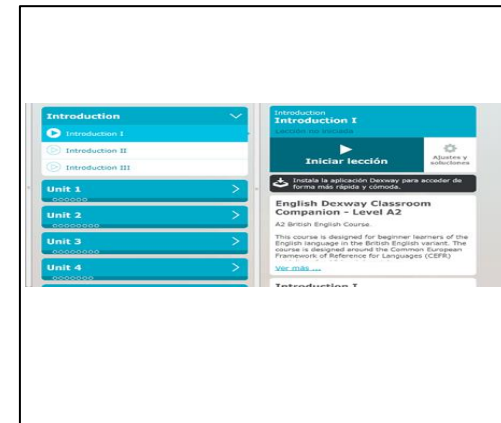 Introduction
Introduction I
Introduction II
Introduction III
Unit 1
Unit 2
Unit 3
Unit 4
Introduction
Introduction I
Lección no iniciada
Iniciar lección
Ajustes y
soluciones
Instala la aplicación Dexway para acceder de
forma más rápida y cómoda.
English Dexway Classroom
Companion - Level A2
A2 British English Course.
This course is designed for beginner learners of the
English language in the British English variant. The
course is designed around the Common European
Framework of Reference for Languages (CEFR)
Ver más ...
Introduction I